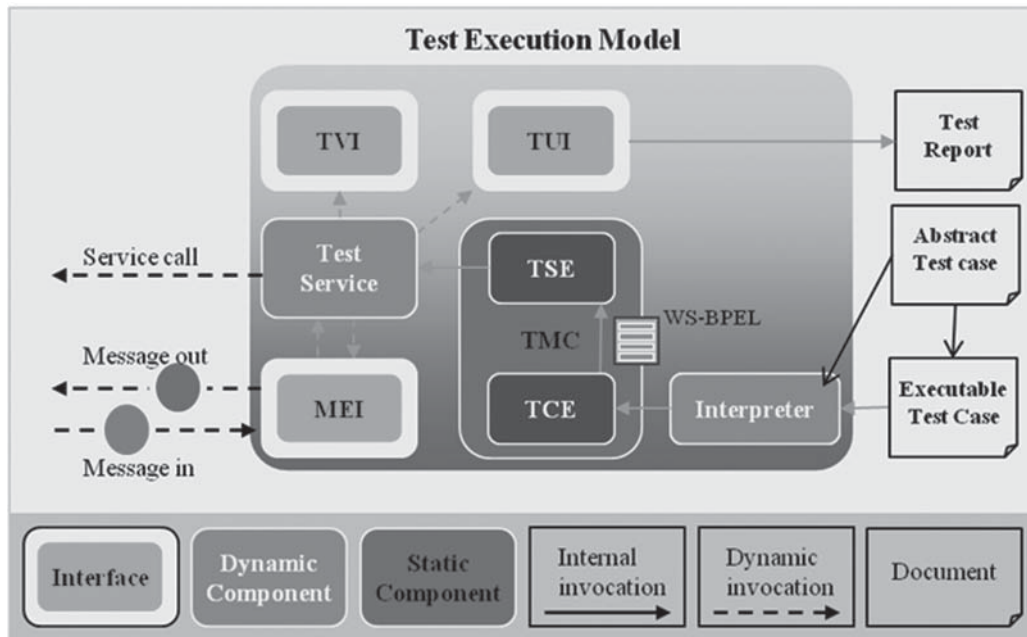 Test Execution Model
TVI
TUI
Test
Report
Service call
Test
Service
TSE
Abstract
Test case
WS-BPEL
TMC
Message out
MEI
TCE
Interpreter
Executable
Test Case
Message in
Interface
Dynamic
Component
Static
Component
Internal
invocation
Dynamic
invocation
Document